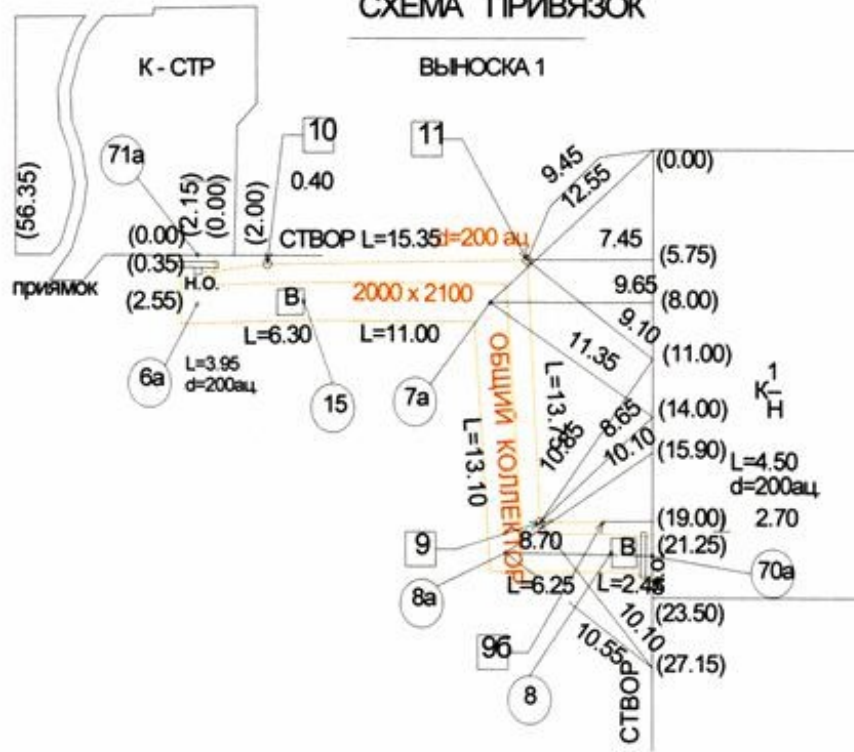 СХЕМА ПРИВЯЗОК
ВЫНОСКА 1
К - СТР
10
11
71а
0.40
9.45
12.55
(0.00)
(56.35)
(2.15)
(0.00)
(2.00)
(0.00)
СТВОР L=15.35
d=200 ац
7.45
(5.75)
(0.35)
приямок
н.о.
(2.55)
В
2000 x 2100
9.65
(8.00)
L=6.30
L=11.00
9.10
(11.00)
11.35
6а
L=3.95
d=200ац
15
7а
ОБЩИЙ КОЛЛЕКТОР
L=13.10
10.85
8.65
10.10
(14.00)
К 1/Н
(15.90)
L=4.50
d=200ац
(19.00)
2.70
9
8.70
В
(21.25)
8а
L=6.25
L=2.45
70а
(23.50)
9б
10.10
10.55
(27.15)
8
СТВОР